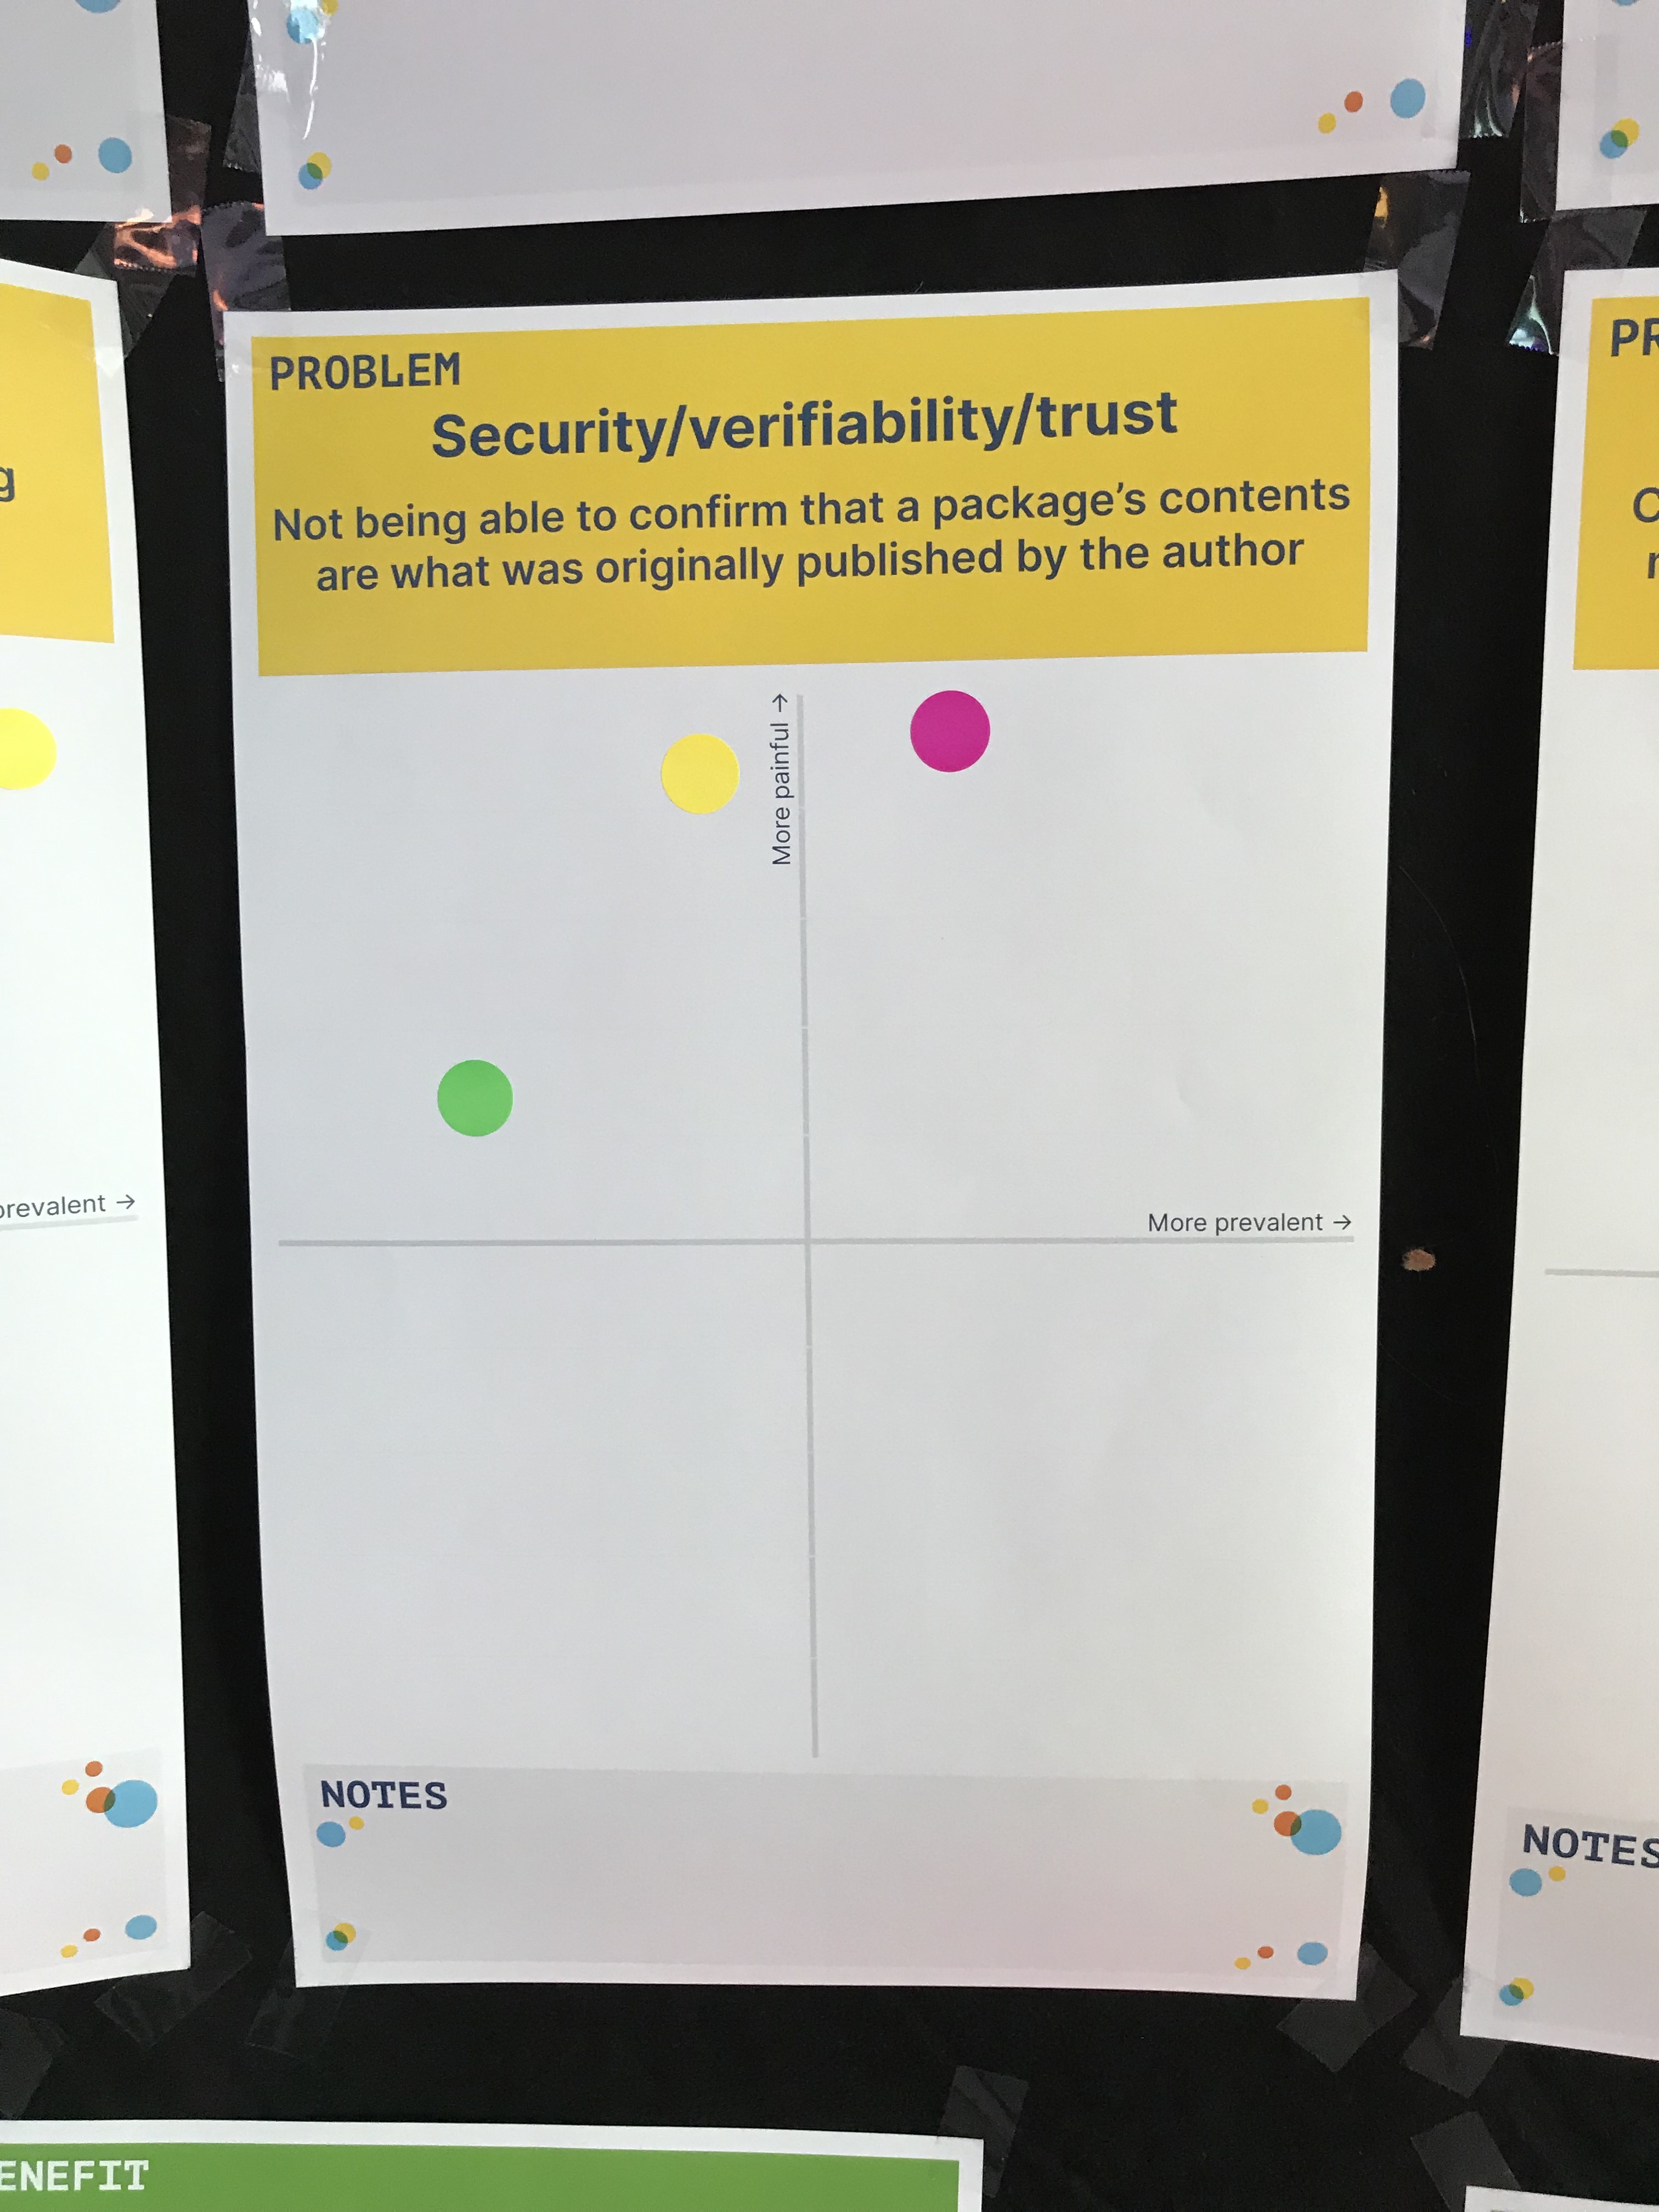 PROBLEM
Security/verifiability/trust
Not being able to confirm that a package’s contents
are what was originally published by the author
More painful →
More prevalent →
NOTES
prevalent →
NOTES
ENEFIT